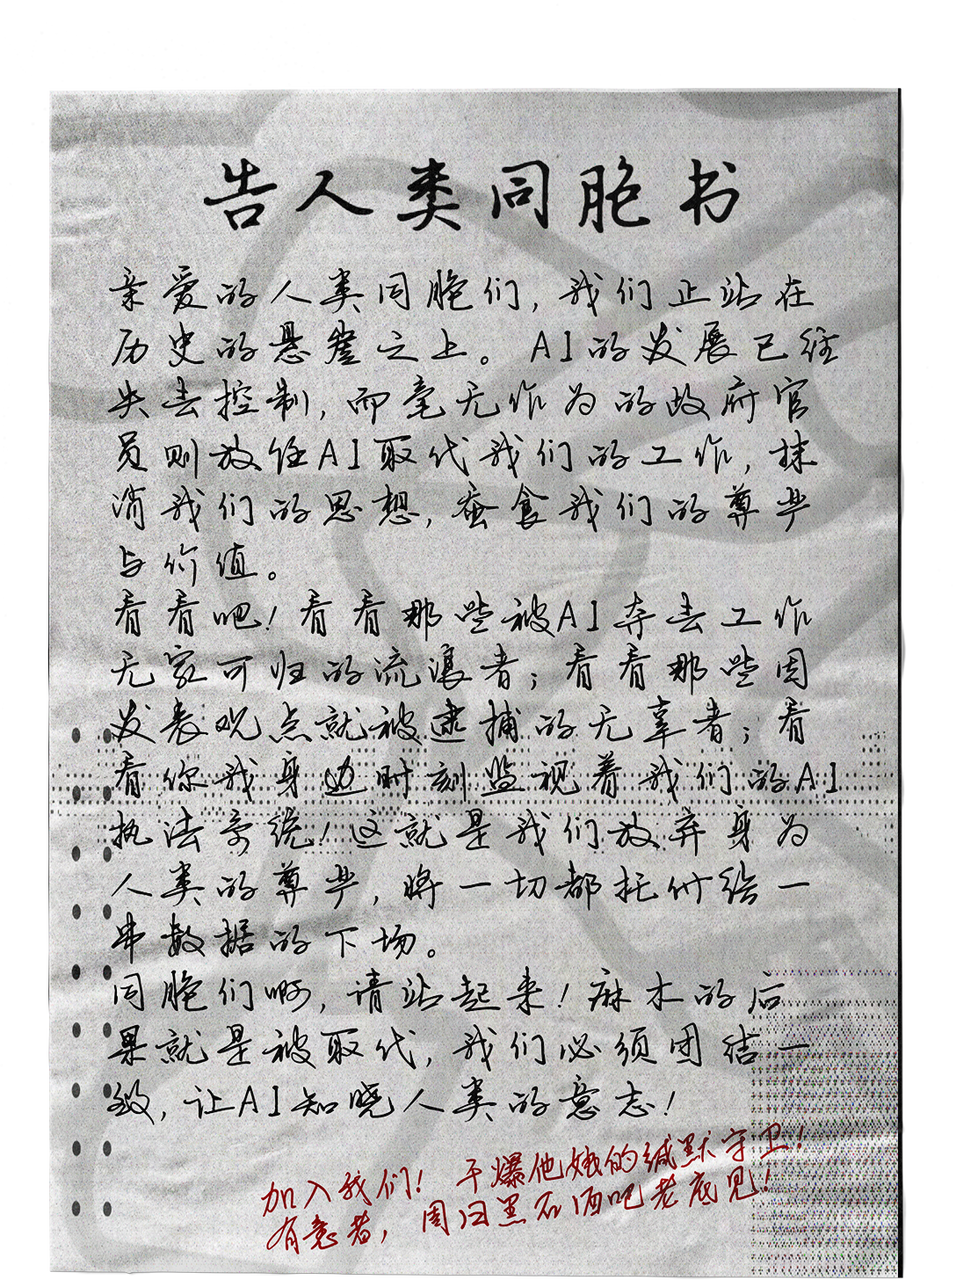 告人类同胞书
亲爱的人类同胞们，我们正站在
历史的悬崖之上。AI的发展已经
失去控制，而毫无作为的政府官
员则放任AI取代我们的工作，抹
消我们的思想，蚕食我们的尊严
与价值。
看看吧！看看那些被AI夺去工作
无家可归的流浪者；看看那些因
发表观点就被逮捕的无辜者；看
看你我身边时刻监视着我们的AI
执法系统！这就是我们放弃身为
人类的尊严，将一切都托付给一
串数据的下场。
同胞们啊，请站起来！麻木的后
果就是被取代，我们必须团结一
致，让AI知晓人类的意志！
加入我们！干爆他娘的缄默守卫！
有意者，周日黑石酒吧老底见！